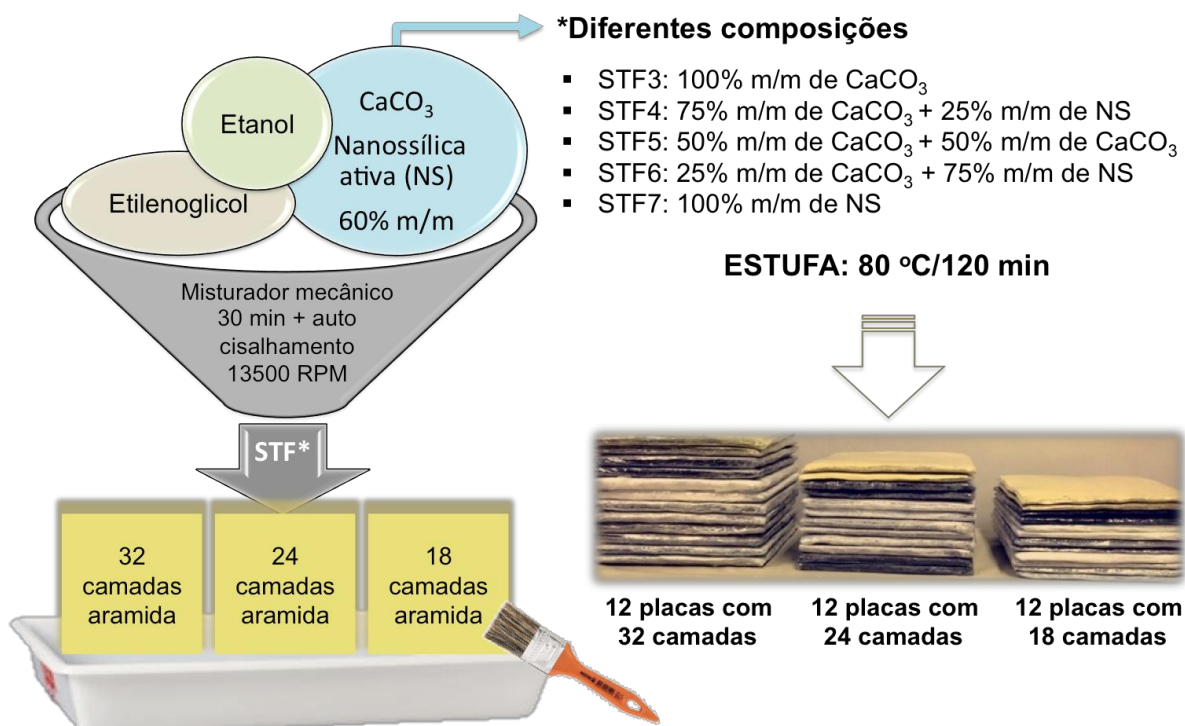 *Diferentes composições
▪ STF3: 100% m/m de CaCO₃
▪ STF4: 75% m/m de CaCO₃ + 25% m/m de NS
▪ STF5: 50% m/m de CaCO₃ + 50% m/m de CaCO₃
▪ STF6: 25% m/m de CaCO₃ + 75% m/m de NS
▪ STF7: 100% m/m de NS
Etanol
Etilenoglicol
CaCO₃
Nanossílica
ativa (NS)
60% m/m
Misturador mecânico
30 min + auto
cisalhamento
13500 RPM
STF*
32
camadas
aramida
24
camadas
aramida
18
camadas
aramida
ESTUFA: 80 ºC/120 min
12 placas com
32 camadas
12 placas com
24 camadas
12 placas com
18 camadas